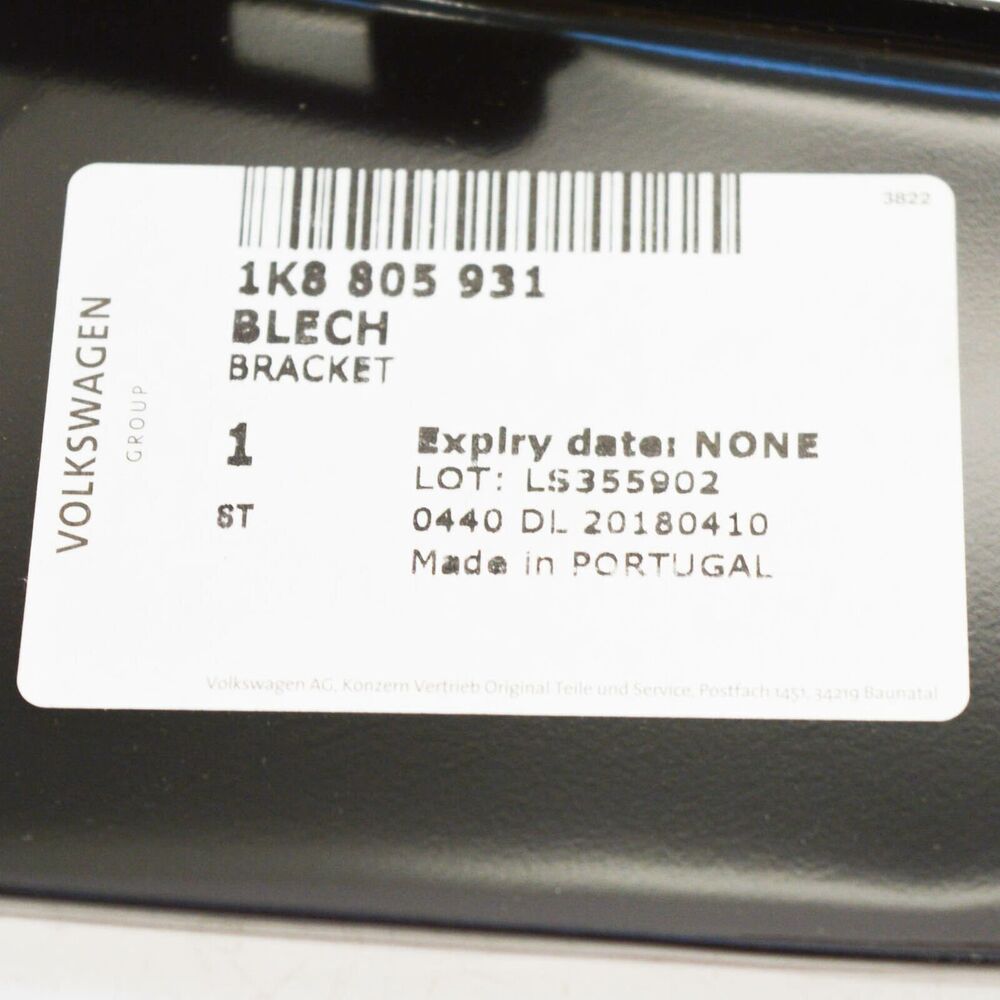 3822
1K8 805 931
BLECH
BRACKET
VOLKSWAGEN
GROUP
1
ST
Expiry date: NONE
LOT: LS355902
0440 DL 20180410
Made in PORTUGAL
Volkswagen AG, Konzern Vertrieb Original Teile und Service, Postfach 1451, 34219 Baunatal